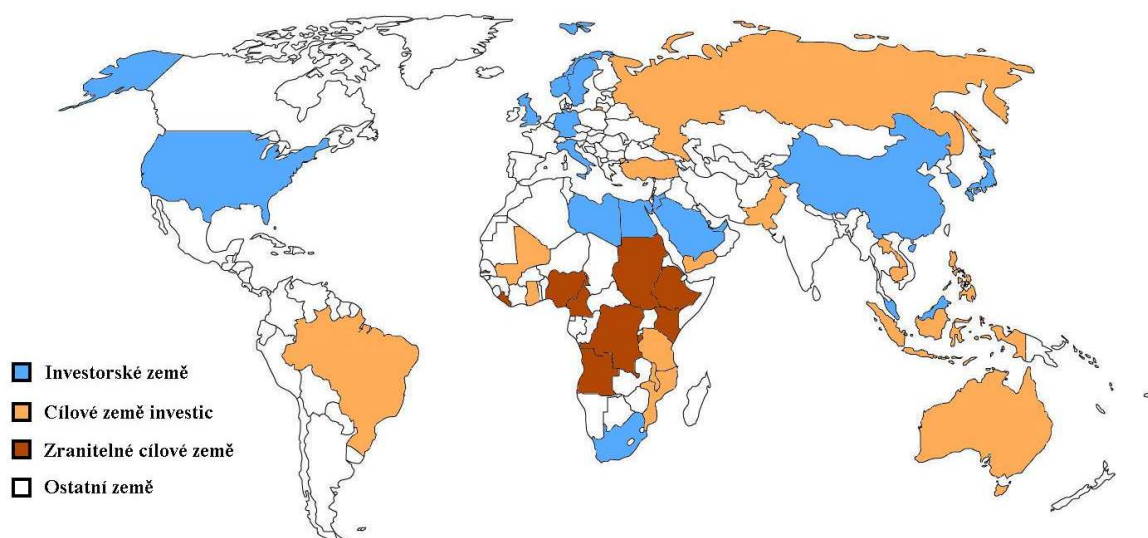 Investorské země
Cílové země investic
Zranitelné cílové země
Ostatní země